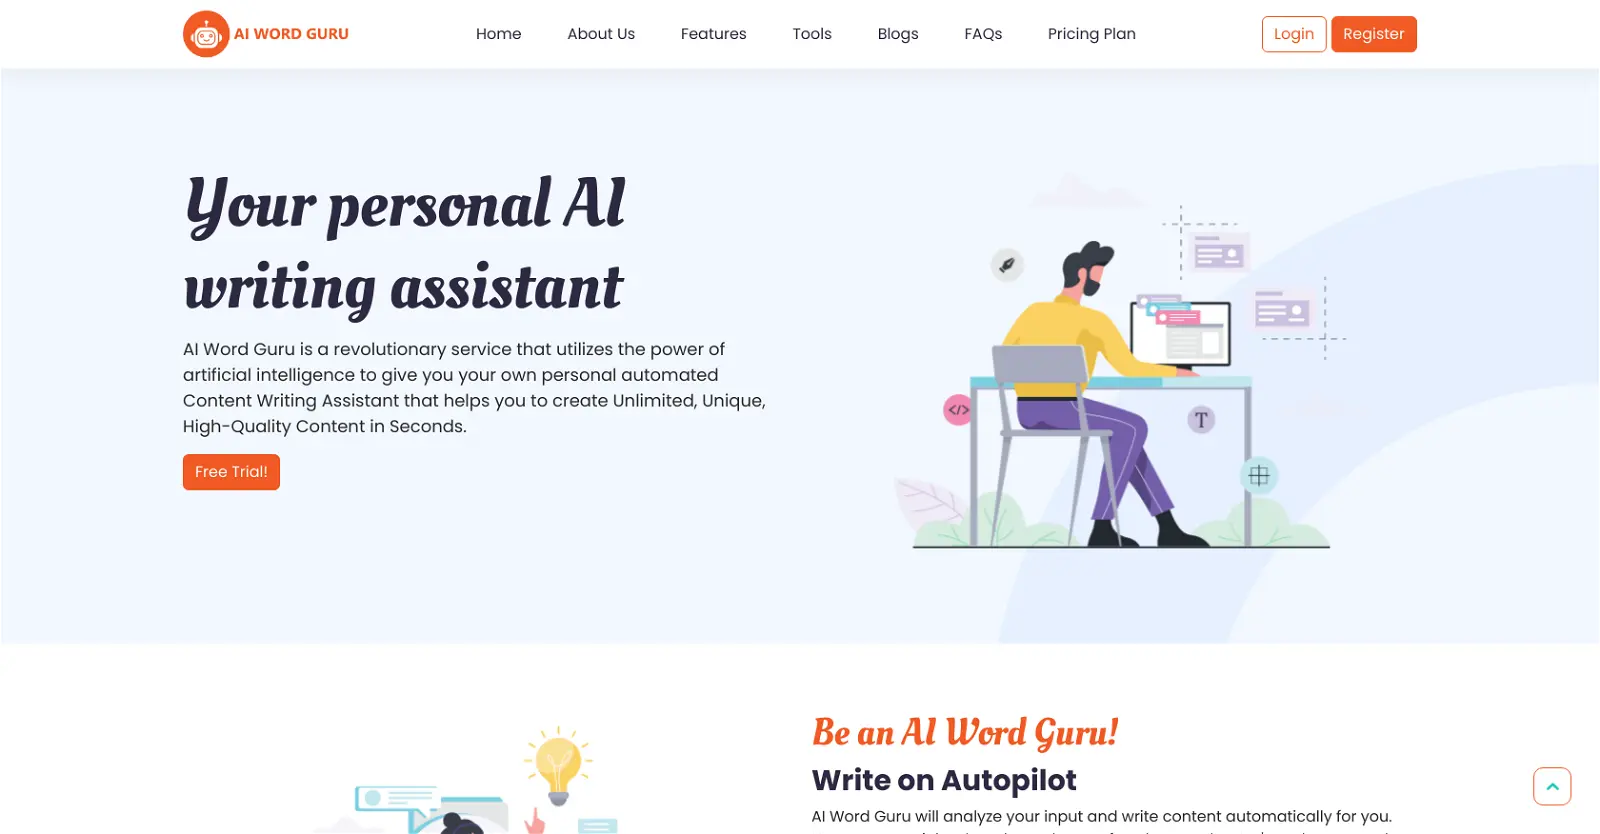 AI WORD GURU
Home About Us Features Tools Blogs FAQs Pricing Plan
Login Register
Your personal AI
writing assistant
AI Word Guru is a revolutionary service that utilizes the power of
artificial intelligence to give you your own personal automated
Content Writing Assistant that helps you to create Unlimited, Unique,
High-Quality Content in Seconds.
Free Trial!
</>
T
Be an AI Word Guru!
Write on Autopilot
AI Word Guru will analyze your input and write content automatically for you.